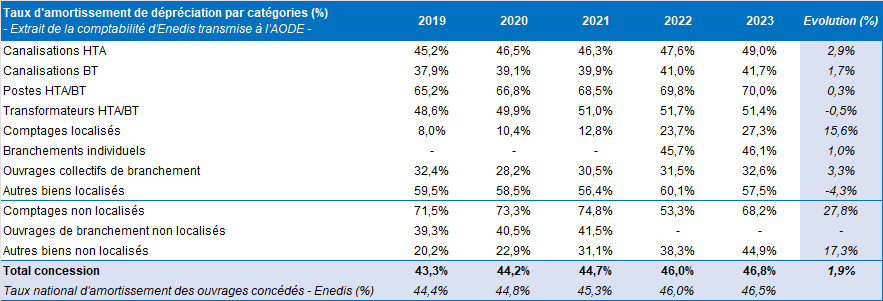 Taux d'amortissement de dépréciation par catégories (%) 2019 2020 2021 2022 2023 Evolution (%)
- Extrait de la comptabilité d'Enedis transmise à l'AODE -
Canalisations HTA 45,2% 46,5% 46,3% 47,6% 49,0% 2,9%
Canalisations BT 37,9% 39,1% 39,9% 41,0% 41,7% 1,7%
Postes HTA/BT 65,2% 66,8% 68,5% 69,8% 70,0% 0,3%
Transformateurs HTA/BT 48,6% 49,9% 51,0% 51,7% 51,4% -0,5%
Comptages localisés 8,0% 10,4% 12,8% 23,7% 27,3% 15,6%
Branchements individuels - - - 45,7% 46,1% 1,0%
Ouvrages collectifs de branchement 32,4% 28,2% 30,5% 31,5% 32,6% 3,3%
Autres biens localisés 59,5% 58,5% 56,4% 60,1% 57,5% -4,3%
Comptages non localisés 71,5% 73,3% 74,8% 53,3% 68,2% 27,8%
Ouvrages de branchement non localisés 39,3% 40,5% 41,5% - - -
Autres biens non localisés 20,2% 22,9% 31,1% 38,3% 44,9% 17,3%
Total concession 43,3% 44,2% 44,7% 46,0% 46,8% 1,9%
Taux national d'amortissement des ouvrages concédés - Enedis (%) 44,4% 44,8% 45,3% 46,0% 46,5%